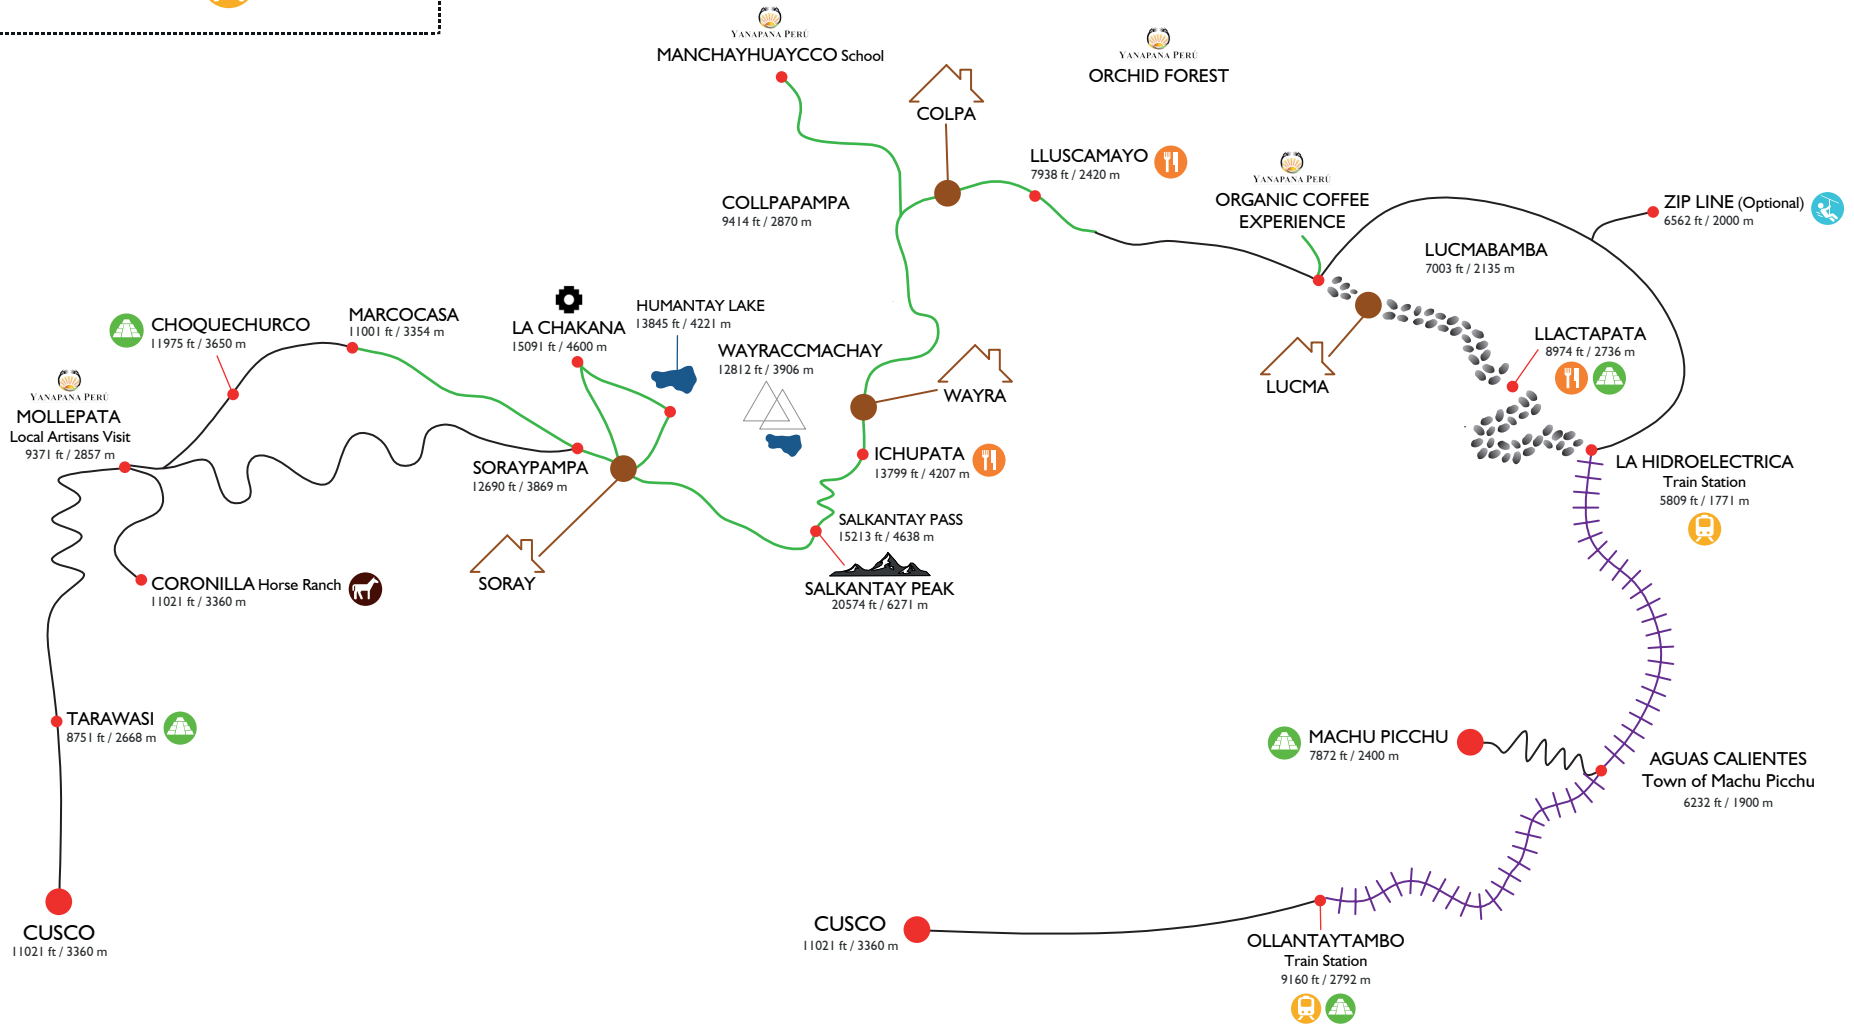 YANAPANA PERÚ
MANCHAYHUAYCCO School
YANAPANA PERÚ
ORCHID FOREST
COLPA
LLUSCAMAYO
7938 ft / 2420 m
YANAPANA PERÚ
ORGANIC COFFEE
EXPERIENCE
ZIP LINE (Optional)
6562 ft / 2000 m
COLLPAPAMPA
9414 ft / 2870 m
LUCMABAMBA
7003 ft / 2135 m
CHOQUECHURCO
11975 ft / 3650 m
MARCOCASA
11001 ft / 3354 m
LA CHAKANA
15091 ft / 4600 m
HUMANTAY LAKE
13845 ft / 4221 m
WAYRACCMACHAY
12812 ft / 3906 m
WAYRA
LUCMA
LLACTAPATA
8974 ft / 2736 m
YANAPANA PERÚ
MOLLEPATA
Local Artisans Visit
9371 ft / 2857 m
SORAYPAMPA
12690 ft / 3869 m
ICHUPATA
13799 ft / 4207 m
LA HIDROELECTRICA
Train Station
5809 ft / 1771 m
SALKANTAY PASS
15213 ft / 4638 m
SORAY
SALKANTAY PEAK
20574 ft / 6271 m
CORONILLA Horse Ranch
11021 ft / 3360 m
TARAWASI
8751 ft / 2668 m
MACHU PICCHU
7872 ft / 2400 m
AGUAS CALIENTES
Town of Machu Picchu
6232 ft / 1900 m
CUSCO
11021 ft / 3360 m
CUSCO
11021 ft / 3360 m
OLLANTAYTAMBO
Train Station
9160 ft / 2792 m